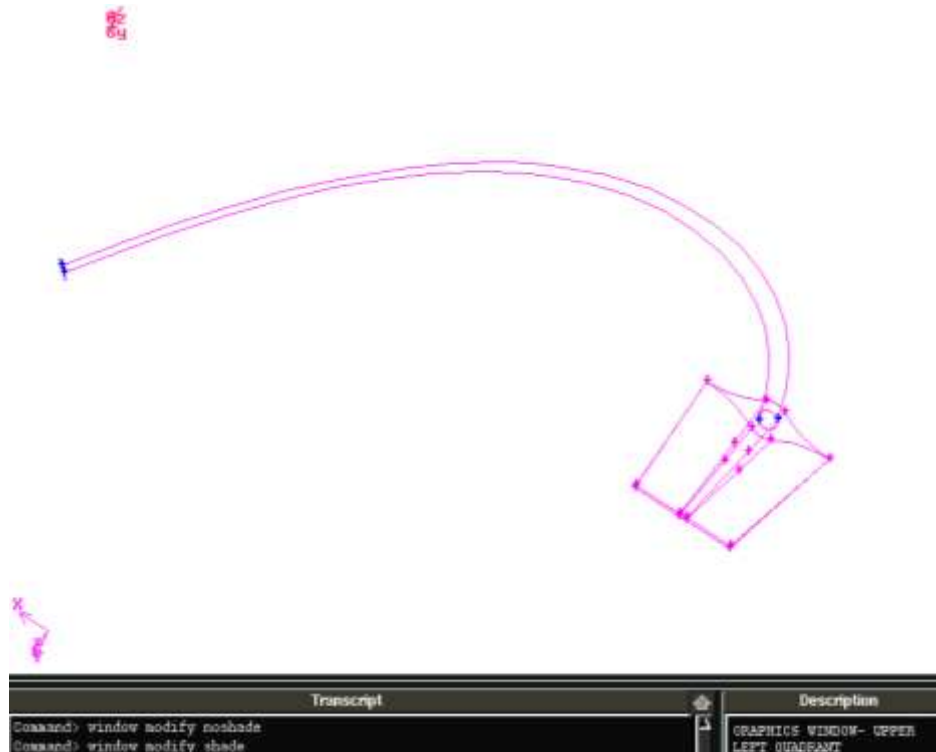 X
Transcript
Description
Command> window modify noshade
Command> window modify shade
GRAPHICS WINDOW- UPPER
LEFT QUADRANT